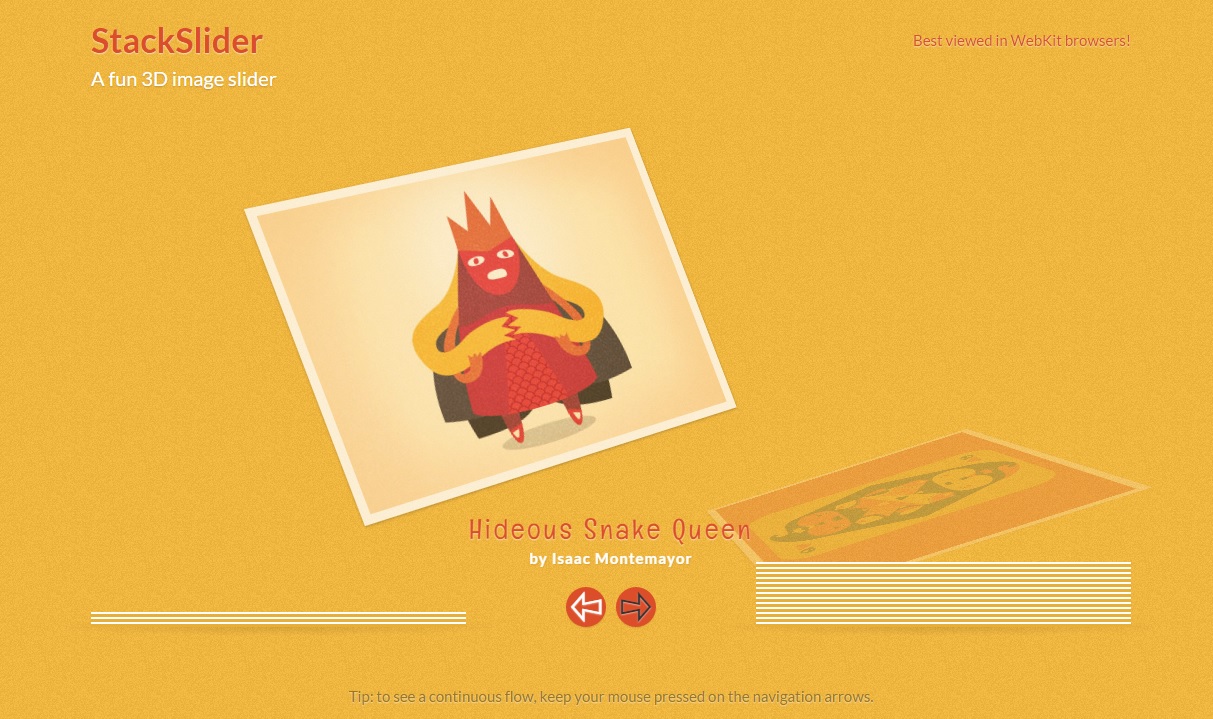 StackSlider
Best viewed in WebKit browsers!
A fun 3D image slider
Hideous Snake Queen
by Isaac Montemayor
Tip: to see a continuous flow, keep your mouse pressed on the navigation arrows.